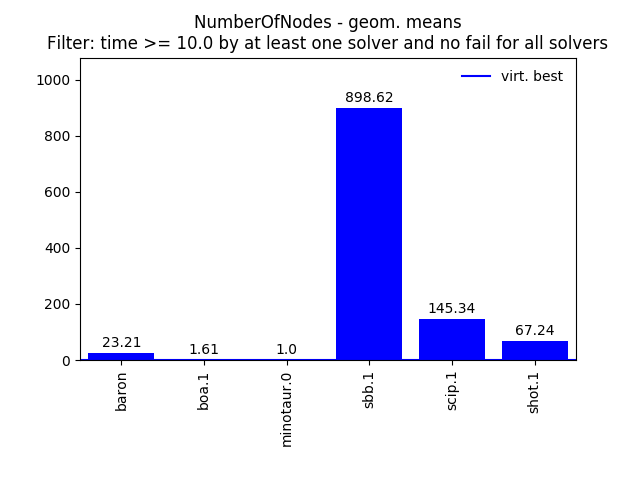 NumberOfNodes - geom. means
Filter: time >= 10.0 by at least one solver and no fail for all solvers
virt. best
1000
800
600
400
200
0
23.21
1.61
1.0
898.62
145.34
67.24
baron
boa.1
minotaur.0
sbb.1
scip.1
shot.1